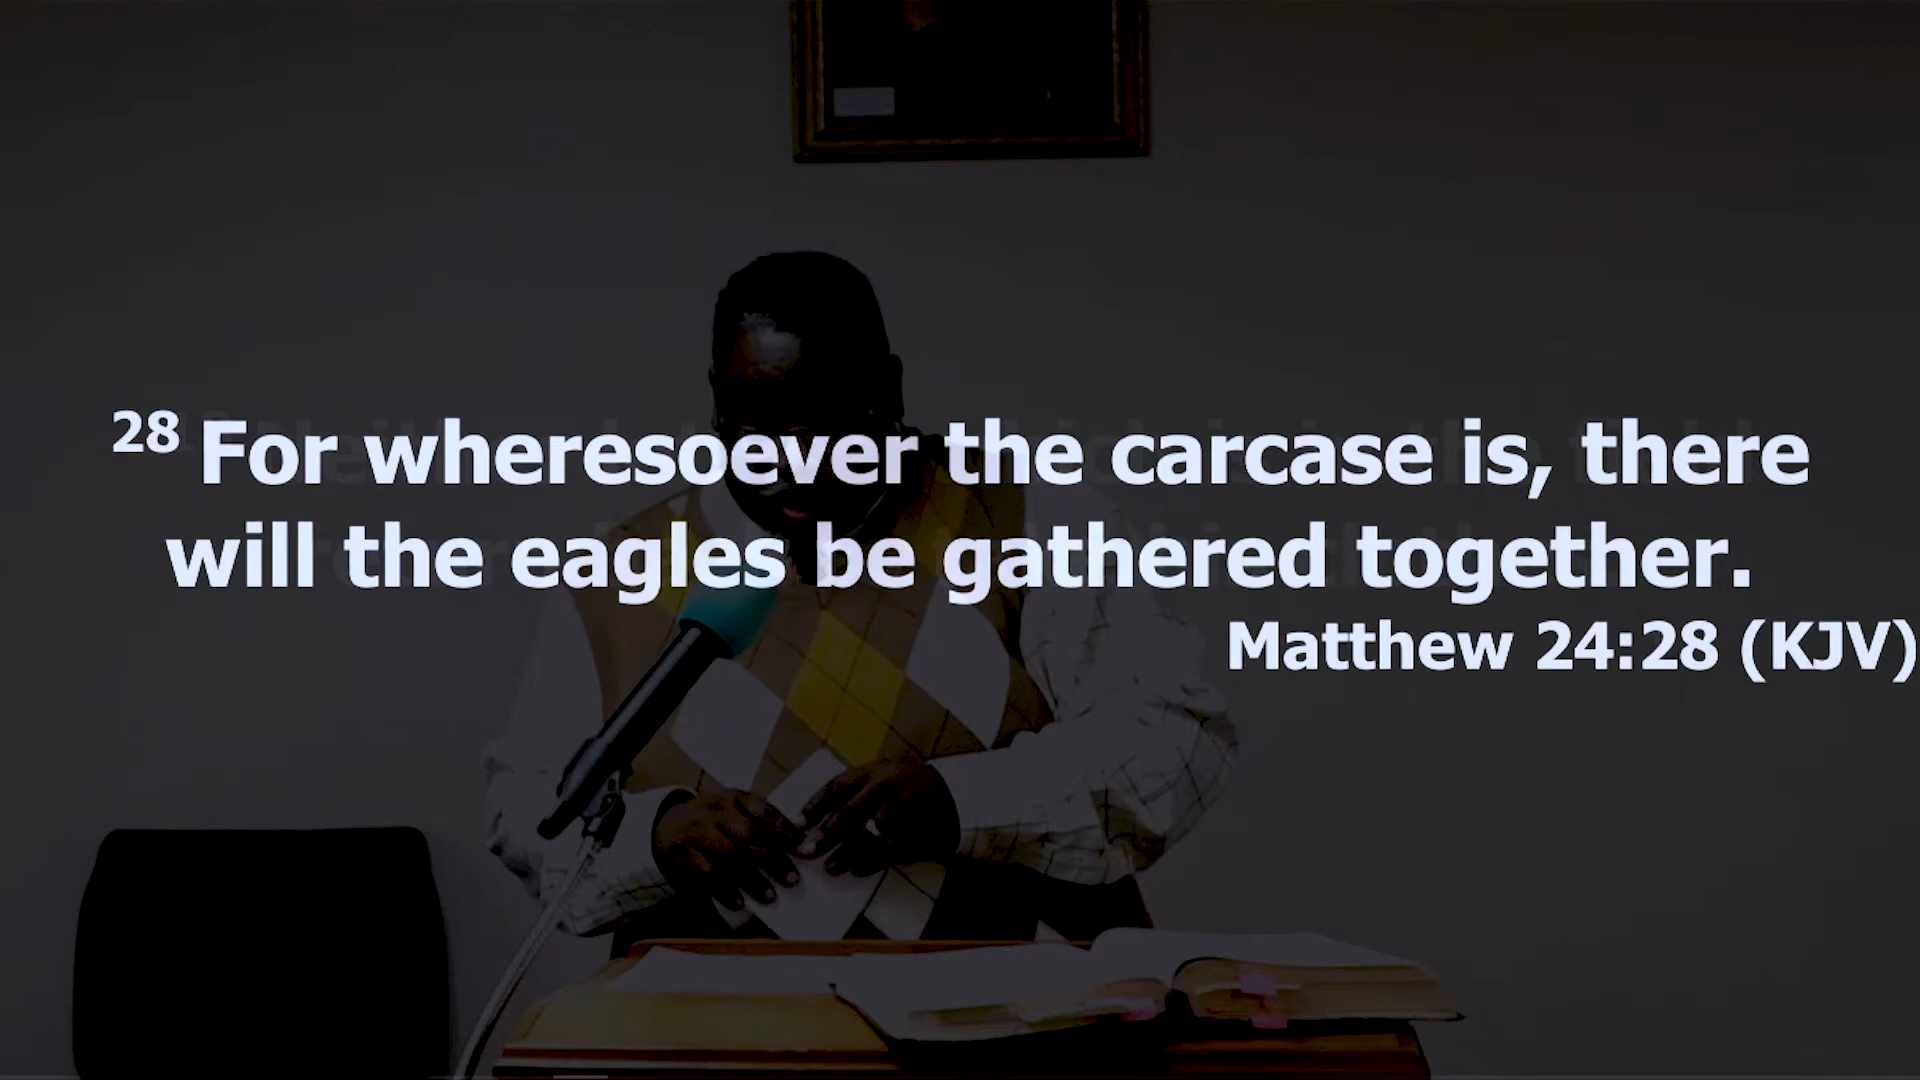 28 For wheresoever the carcase is, there
will the eagles be gathered together.
Matthew 24:28 (KJV)